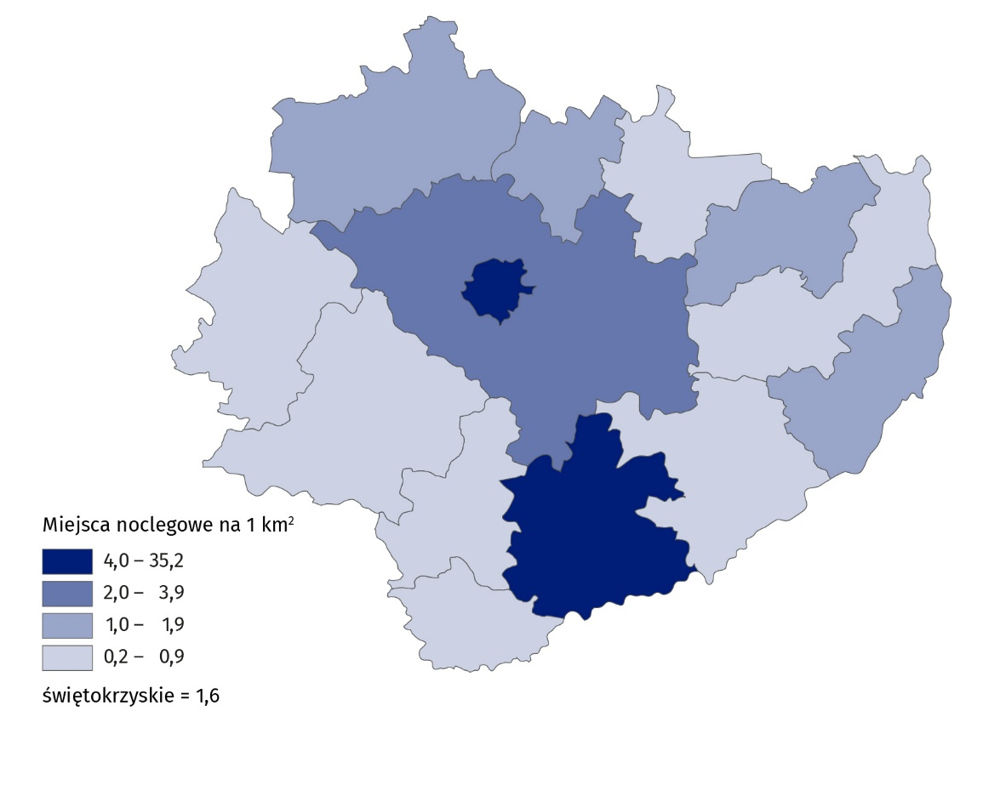 Miejsca noclegowe na 1 km²
4,0 – 35,2
2,0 – 3,9
1,0 – 1,9
0,2 – 0,9
świętokrzyskie = 1,6